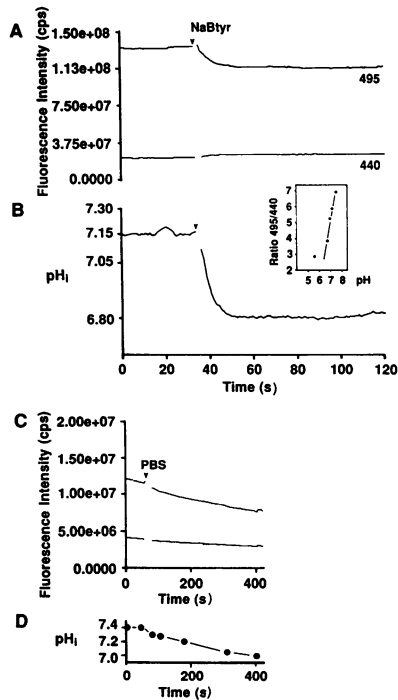 A
Fluorescence Intensity (cps)
1.50e+08
1.13e+08
7.50e+07
3.75e+07
0.0000
NaBtyr
495
440
B
pHi
7.30
7.15
7.05
6.80
0 20 40 60 80 100 120
Time (s)
Ratio 495/440
7
6
5
4
3
2
5 6 7 8 pH
C
Fluorescence Intensity (cps)
2.00e+07
1.50e+07
1.00e+07
5.00e+06
0.0000
PBS
0 200 400
Time (s)
D
pHi
7.4
7.2
7.0
0 200 400
Time (s)